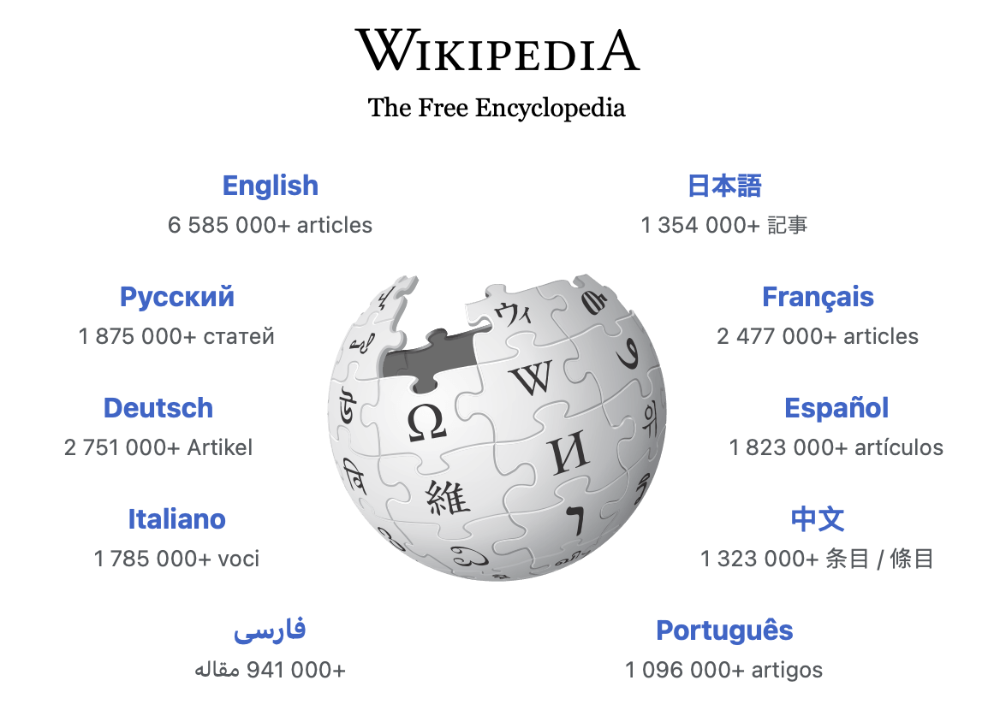 WIKIPEDIA
The Free Encyclopedia
English
6 585 000+ articles
日本語
1 354 000+ 記事
Русский
1 875 000+ статей
Français
2 477 000+ articles
Deutsch
2 751 000+ Artikel
Español
1 823 000+ artículos
Italiano
1 785 000+ voci
中文
1 323 000+ 条目 / 條目
فارسی
941 000+ مقاله
Português
1 096 000+ artigos
ウィ
W
Ω
И
위
維
वि
ו